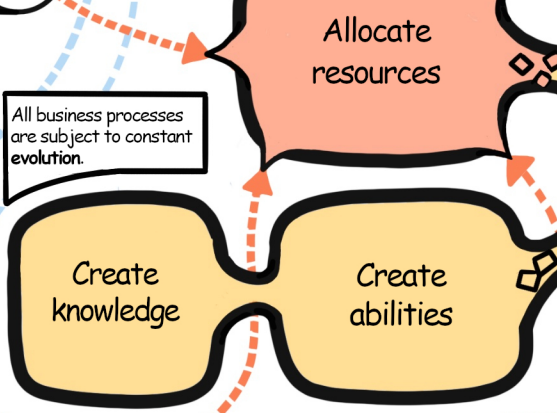 Allocate
resources
All business processes
are subject to constant
evolution.
Create
knowledge
Create
abilities